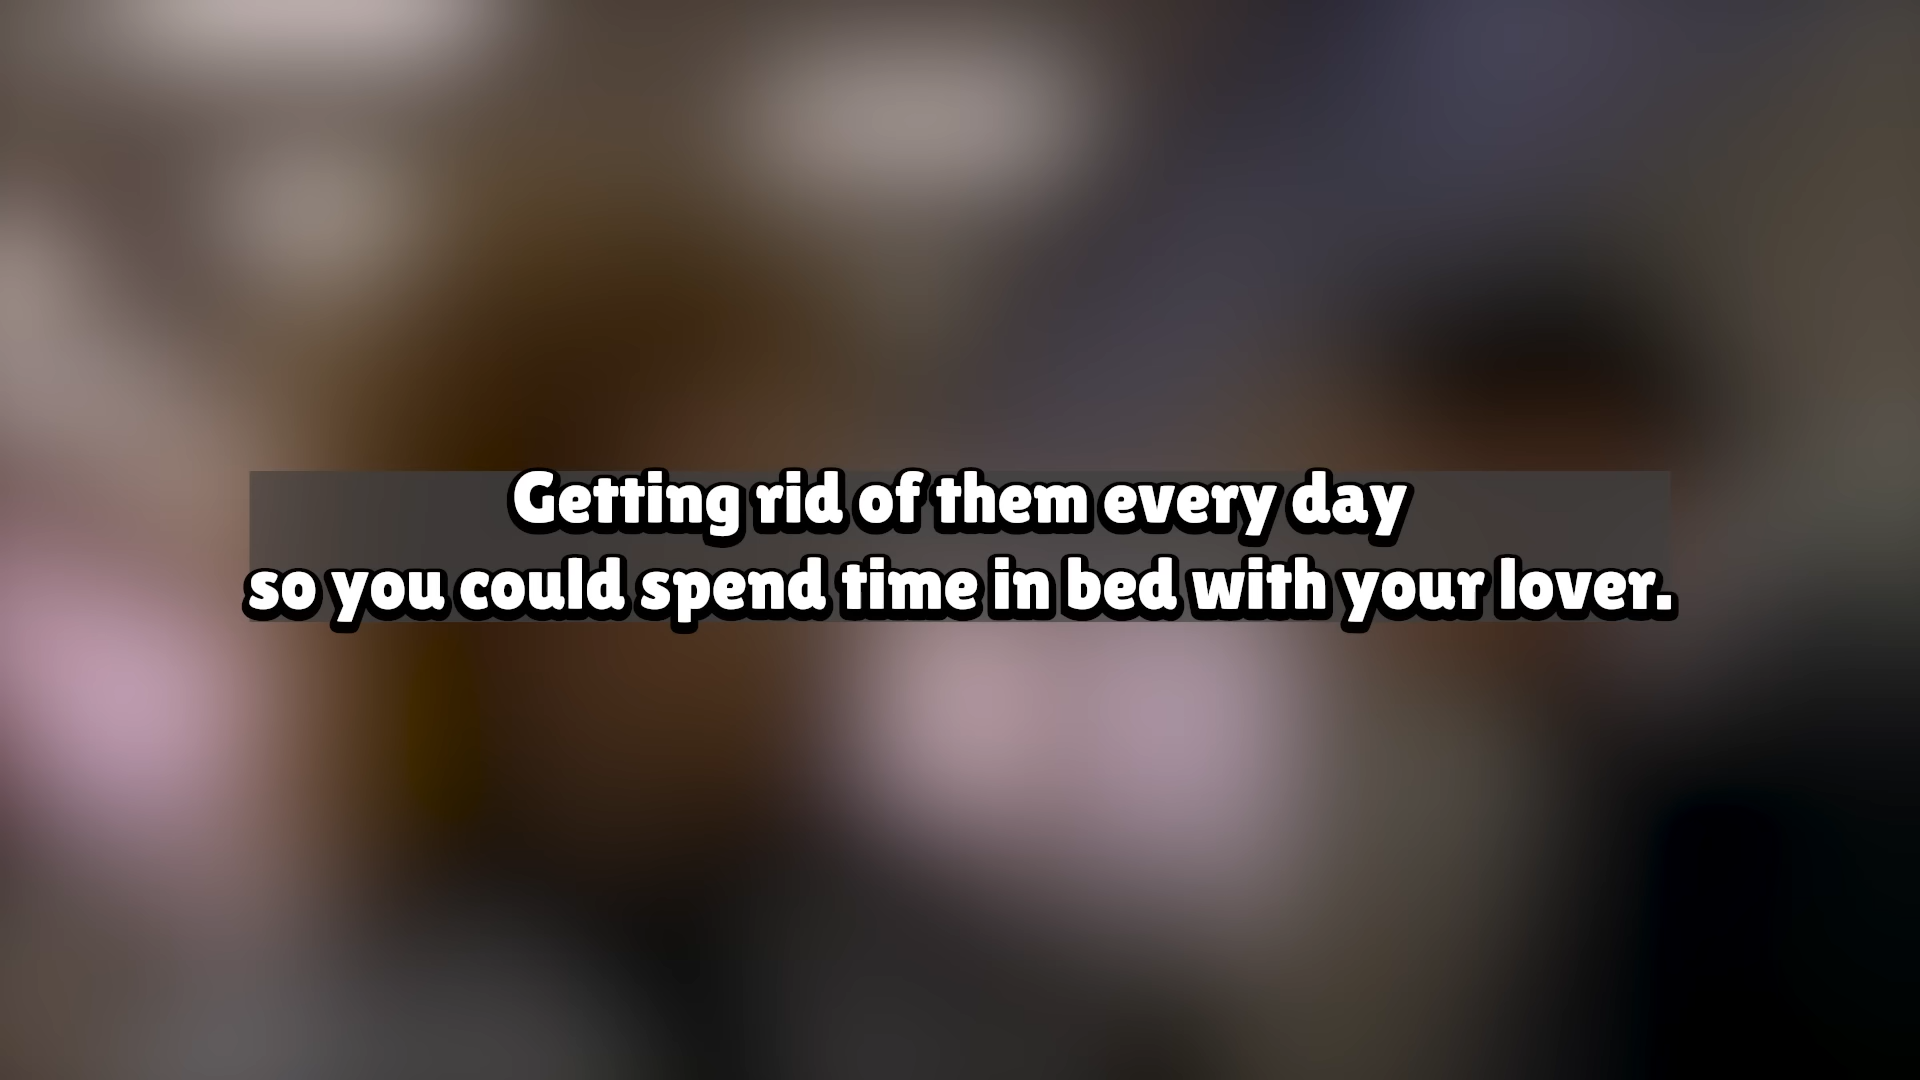 Getting rid of them every day
so you could spend time in bed with your lover.